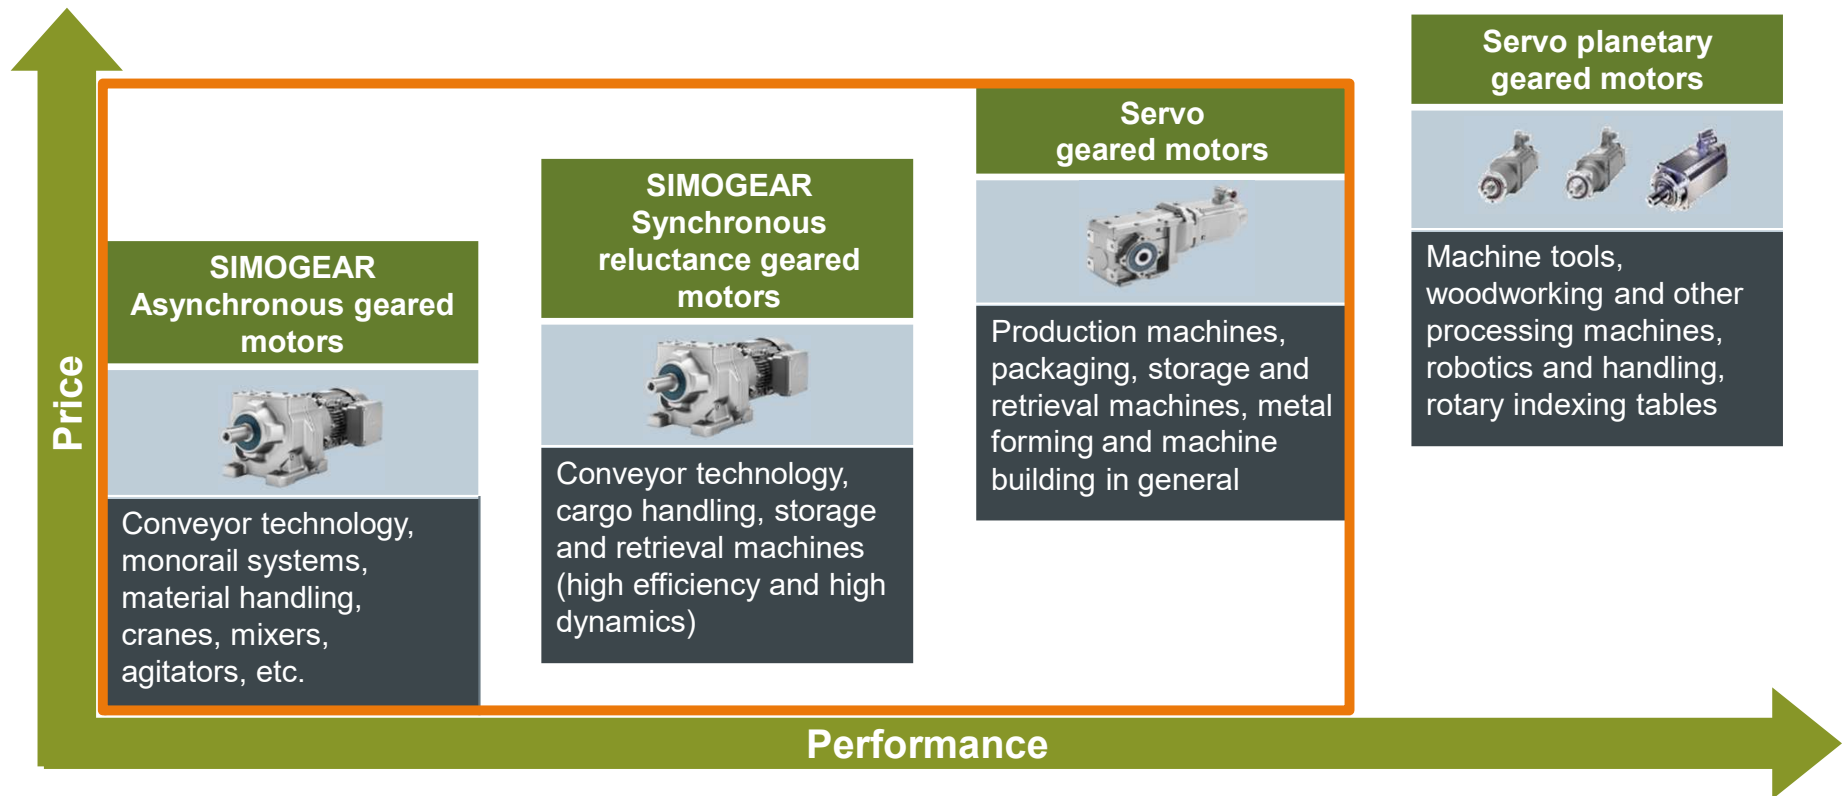 Price
SIMOGEAR
Asynchronous geared
motors
Conveyor technology,
monorail systems,
material handling,
cranes, mixers,
agitators, etc.
SIMOGEAR
Synchronous
reluctance geared
motors
Conveyor technology,
cargo handling, storage
and retrieval machines
(high efficiency and high
dynamics)
Servo
geared motors
Production machines,
packaging, storage and
retrieval machines, metal
forming and machine
building in general
Servo planetary
geared motors
Machine tools,
woodworking and other
processing machines,
robotics and handling,
rotary indexing tables
Performance